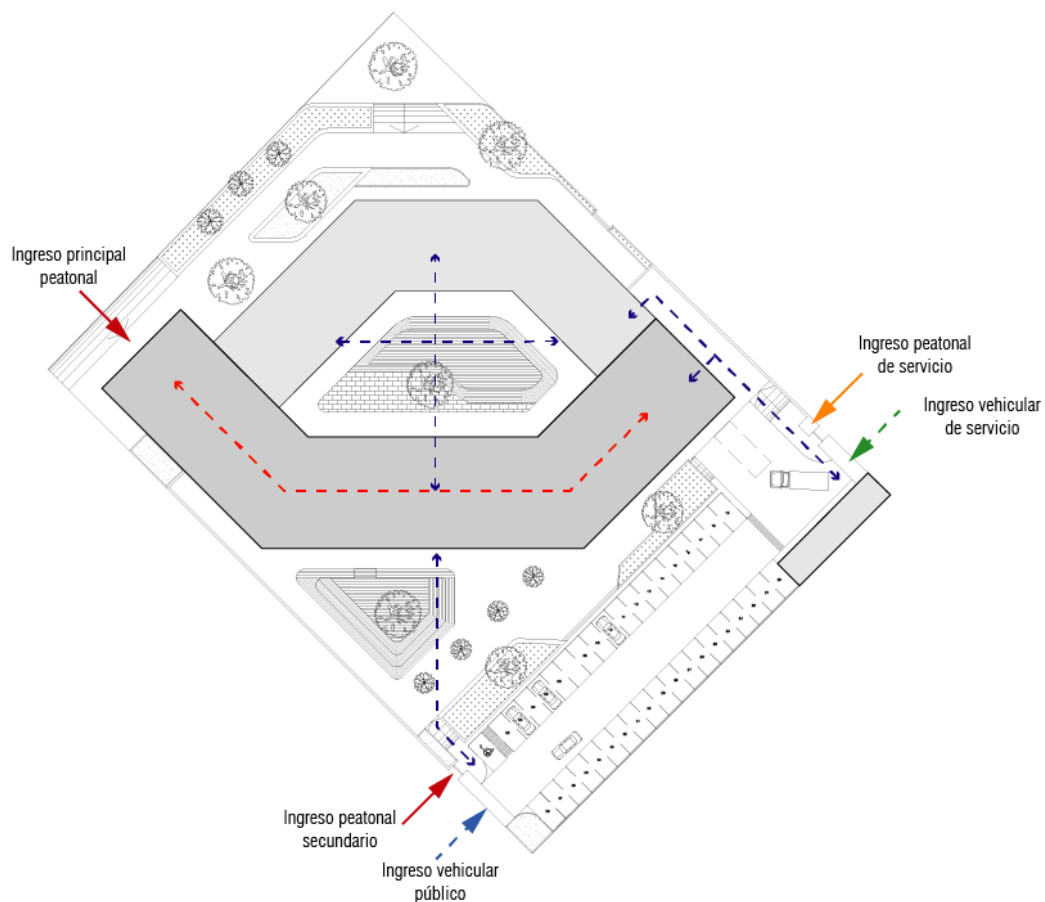 Ingreso principal
peatonal
Ingreso peatonal
de servicio
Ingreso vehicular
de servicio
Ingreso peatonal
secundario
Ingreso vehicular
público